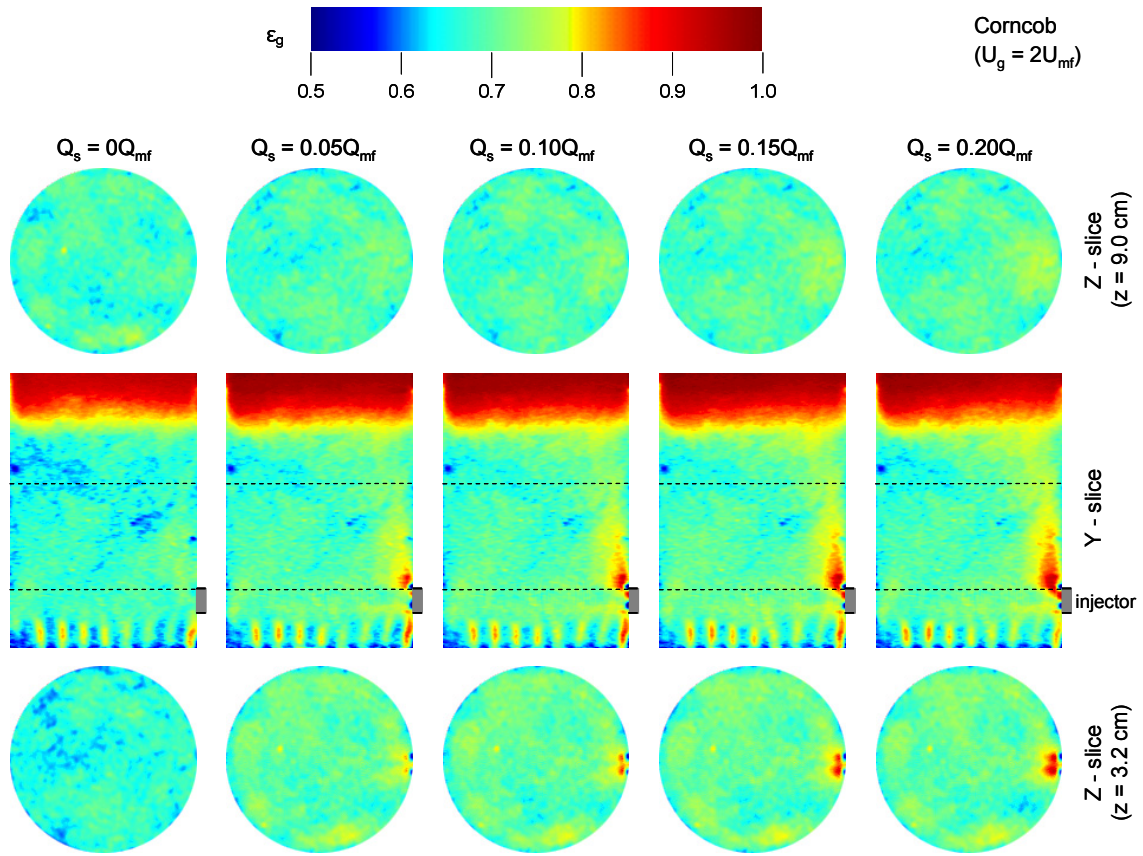 εg
Corncob
(Ug = 2Umf)
0.5 0.6 0.7 0.8 0.9 1.0
Qs = 0Qmf Qs = 0.05Qmf Qs = 0.10Qmf Qs = 0.15Qmf Qs = 0.20Qmf
Z - slice
(z = 9.0 cm)
Y - slice
injector
Z - slice
(z = 3.2 cm)